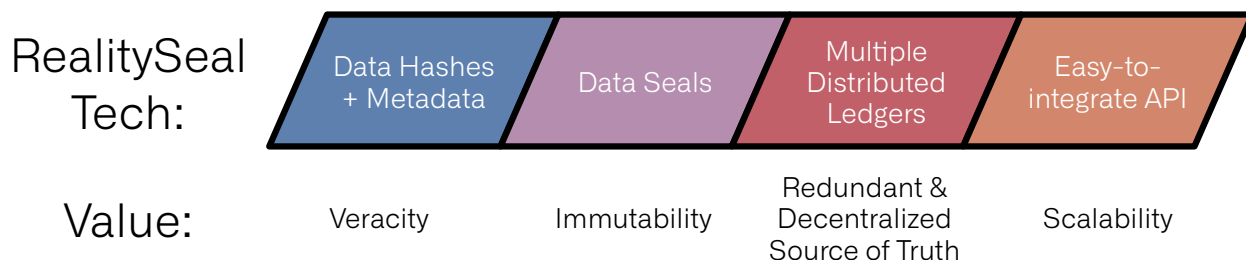 RealitySeal
Tech:
Data Hashes
+ Metadata
Data Seals
Multiple
Distributed
Ledgers
Easy-to-
integrate API
Value:
Veracity
Immutability
Redundant &
Decentralized
Source of Truth
Scalability